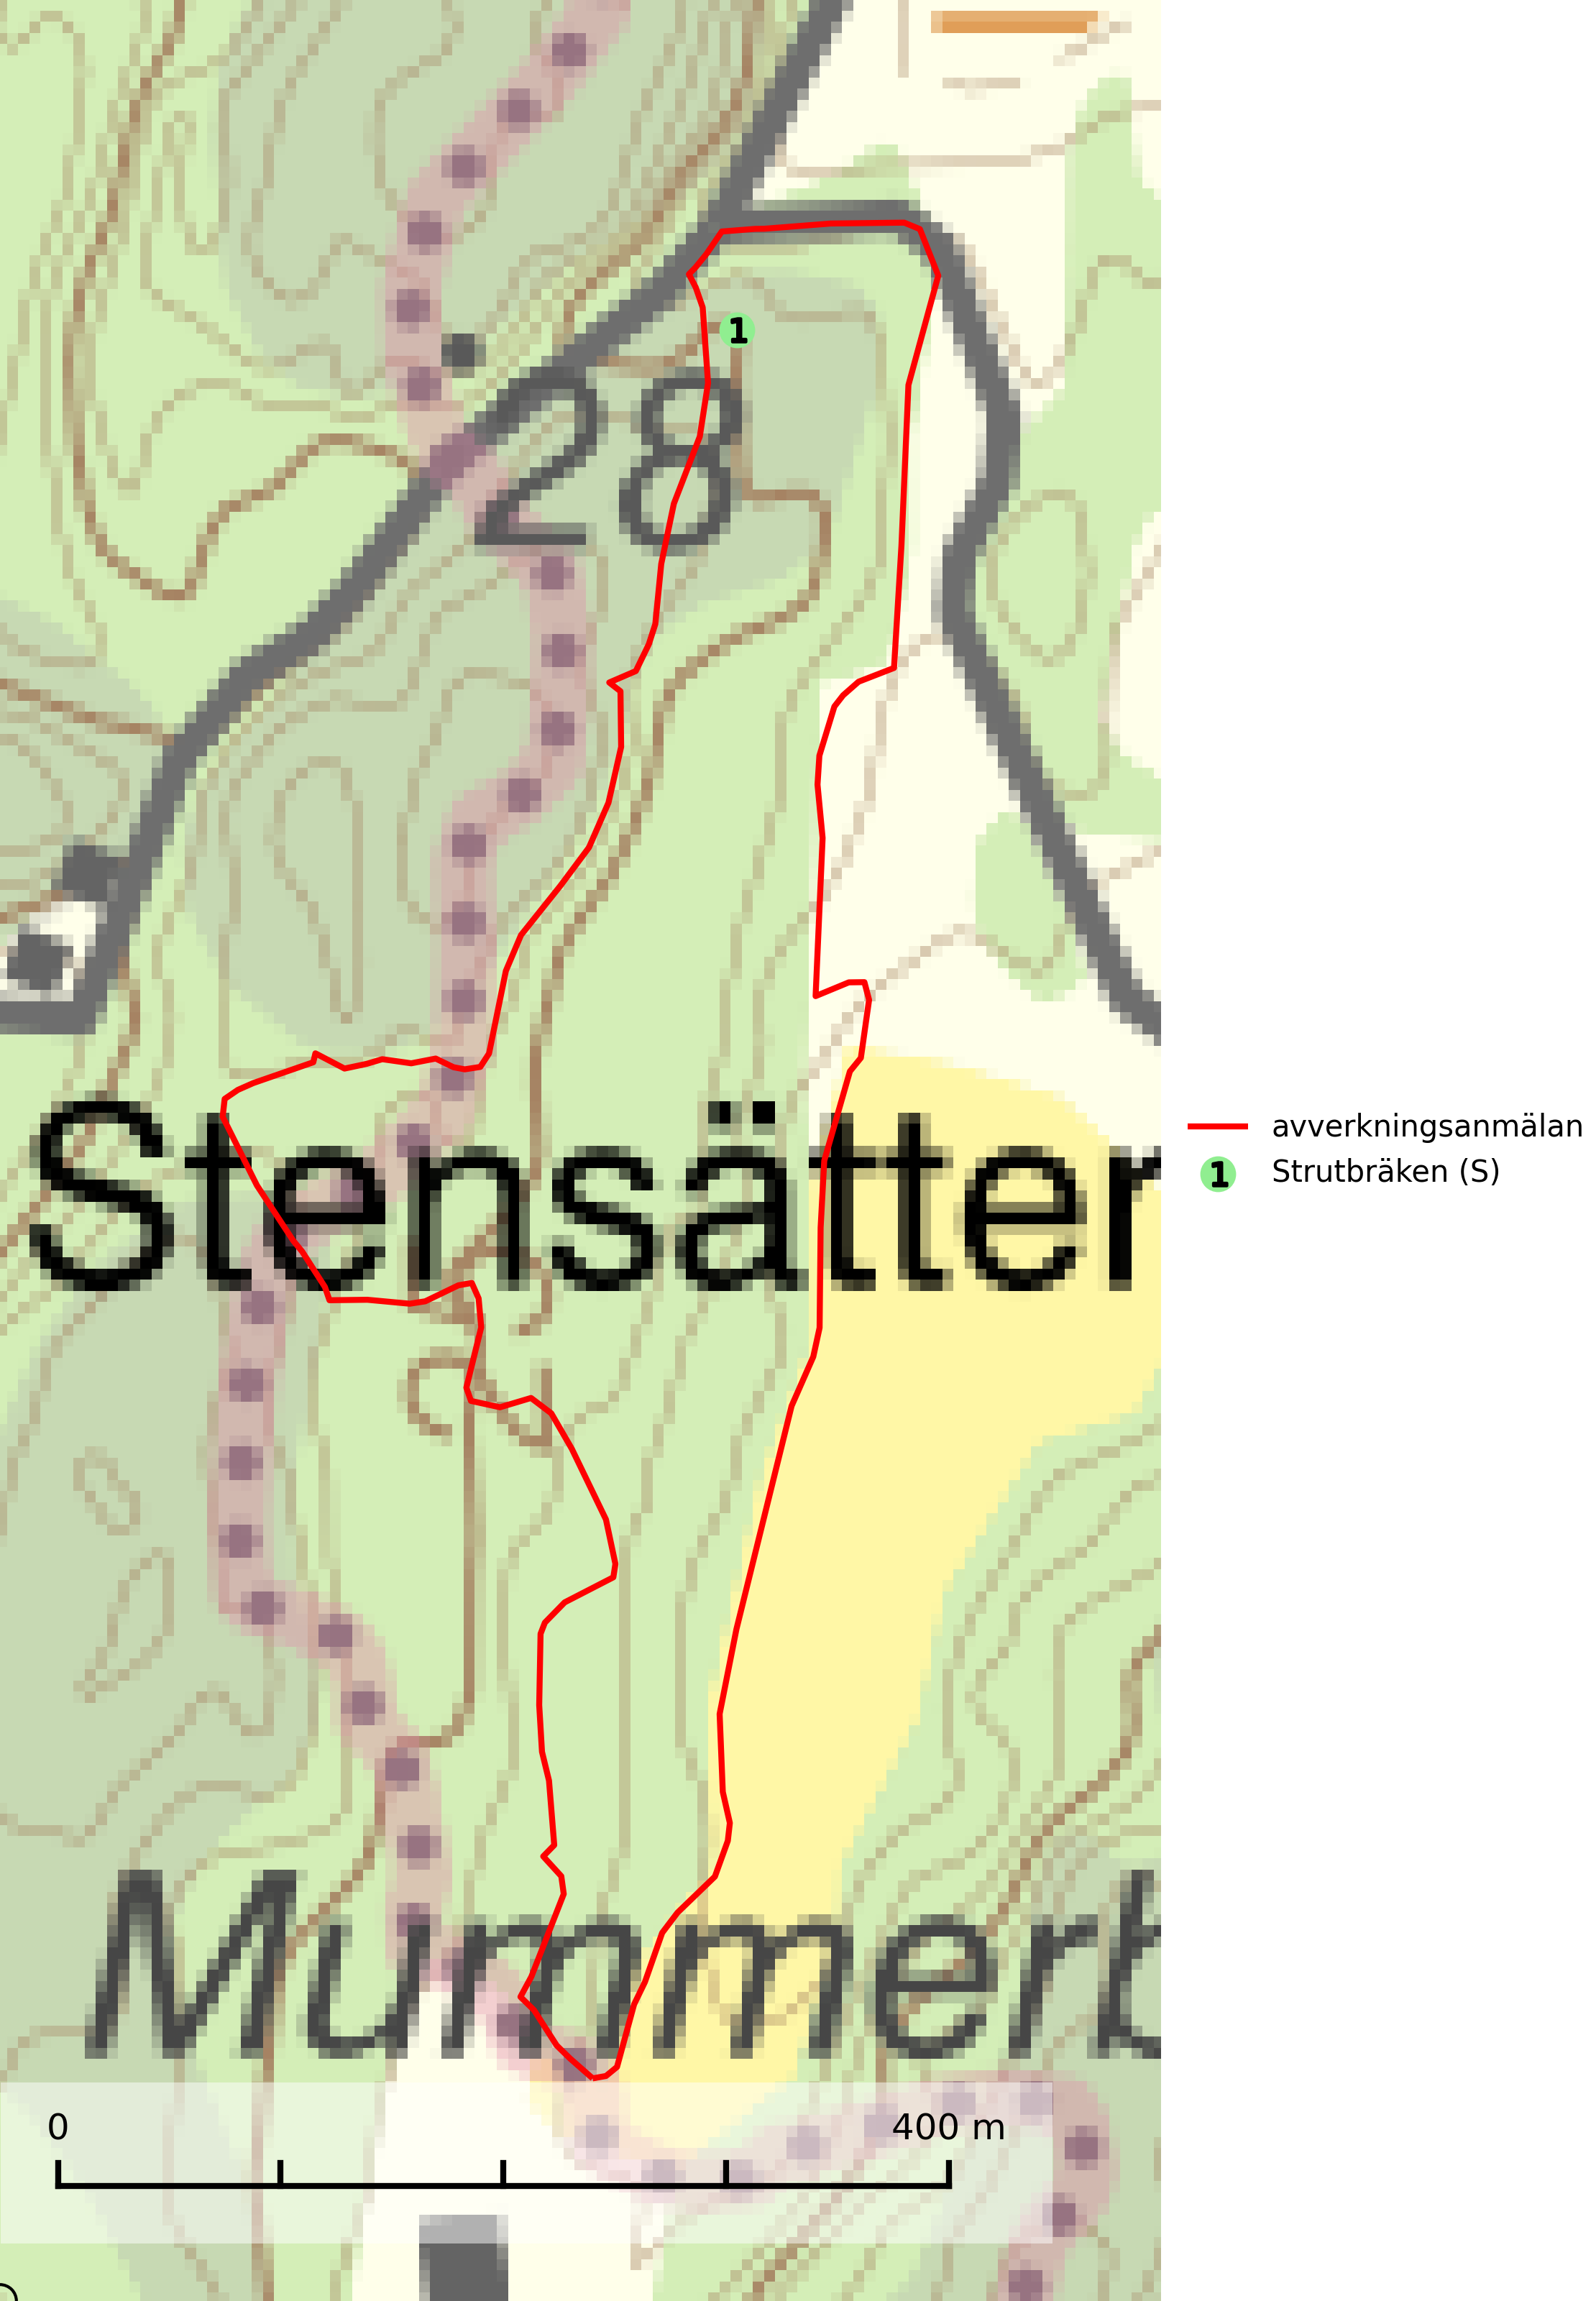 1
28
Stensätter
Mummert
0 400 m
avverkningsanmälan
1 Strutbräken (S)